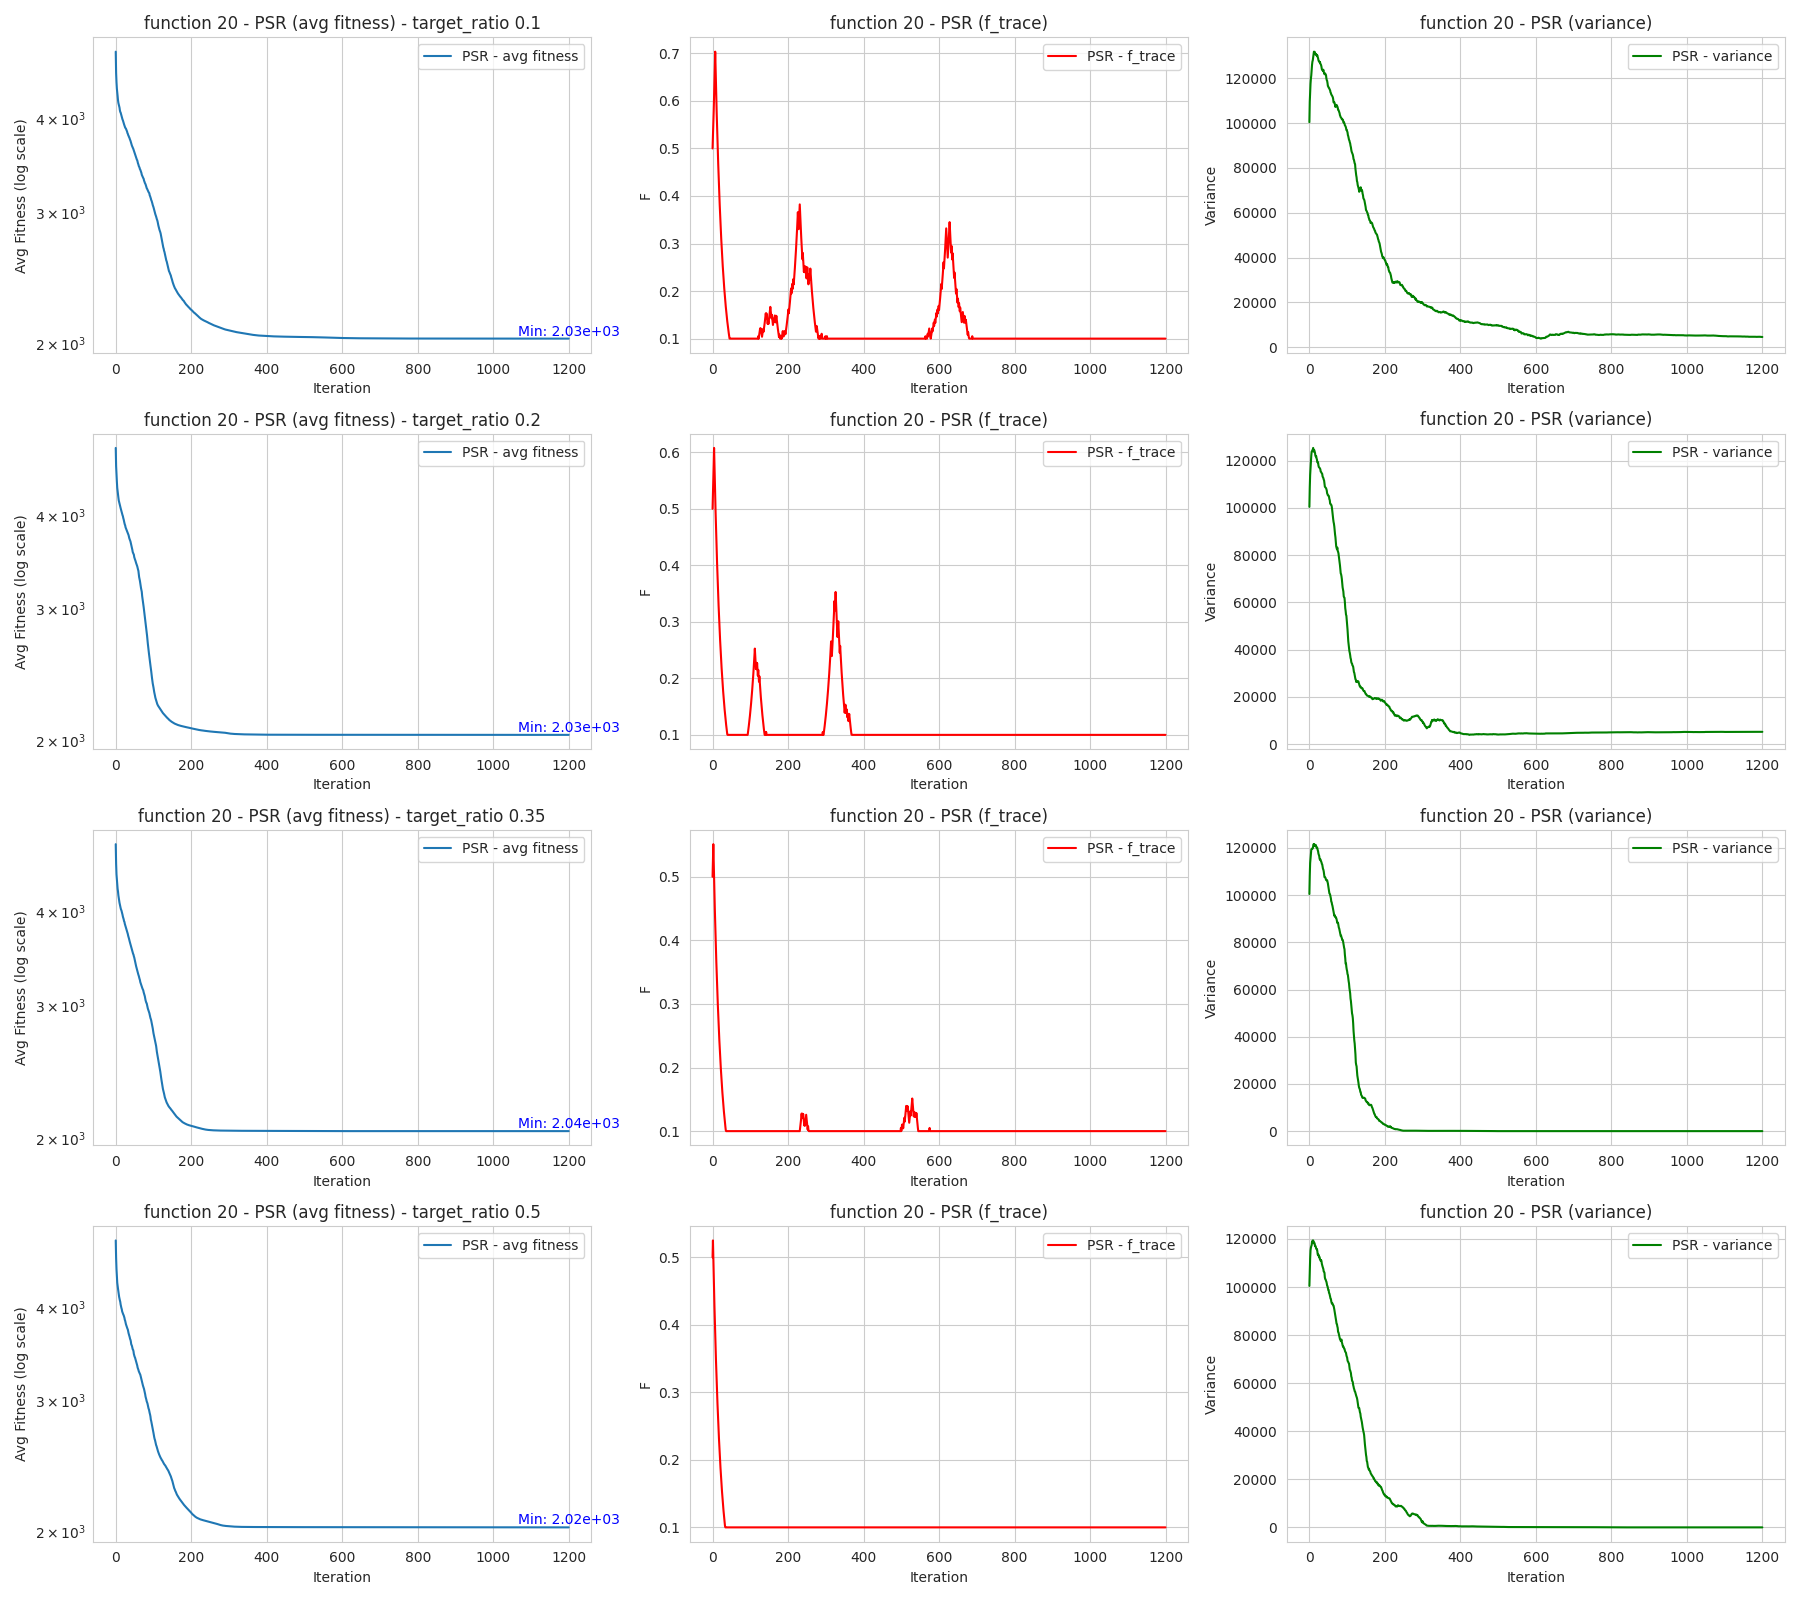 function 20 - PSR (avg fitness) - target_ratio 0.1
PSR - avg fitness
Avg Fitness (log scale)
4 × 10³
3 × 10³
2 × 10³
Min: 2.03e+03
0 200 400 600 800 1000 1200
Iteration
function 20 - PSR (f_trace)
PSR - f_trace
F
0.7
0.6
0.5
0.4
0.3
0.2
0.1
0 200 400 600 800 1000 1200
Iteration
function 20 - PSR (variance)
PSR - variance
Variance
120000
100000
80000
60000
40000
20000
0
0 200 400 600 800 1000 1200
Iteration
function 20 - PSR (avg fitness) - target_ratio 0.2
PSR - avg fitness
Avg Fitness (log scale)
4 × 10³
3 × 10³
2 × 10³
Min: 2.03e+03
0 200 400 600 800 1000 1200
Iteration
function 20 - PSR (f_trace)
PSR - f_trace
F
0.6
0.5
0.4
0.3
0.2
0.1
0 200 400 600 800 1000 1200
Iteration
function 20 - PSR (variance)
PSR - variance
Variance
120000
100000
80000
60000
40000
20000
0
0 200 400 600 800 1000 1200
Iteration
function 20 - PSR (avg fitness) - target_ratio 0.35
PSR - avg fitness
Avg Fitness (log scale)
4 × 10³
3 × 10³
2 × 10³
Min: 2.04e+03
0 200 400 600 800 1000 1200
Iteration
function 20 - PSR (f_trace)
PSR - f_trace
F
0.5
0.4
0.3
0.2
0.1
0 200 400 600 800 1000 1200
Iteration
function 20 - PSR (variance)
PSR - variance
Variance
120000
100000
80000
60000
40000
20000
0
0 200 400 600 800 1000 1200
Iteration
function 20 - PSR (avg fitness) - target_ratio 0.5
PSR - avg fitness
Avg Fitness (log scale)
4 × 10³
3 × 10³
2 × 10³
Min: 2.02e+03
0 200 400 600 800 1000 1200
Iteration
function 20 - PSR (f_trace)
PSR - f_trace
F
0.5
0.4
0.3
0.2
0.1
0 200 400 600 800 1000 1200
Iteration
function 20 - PSR (variance)
PSR - variance
Variance
120000
100000
80000
60000
40000
20000
0
0 200 400 600 800 1000 1200
Iteration